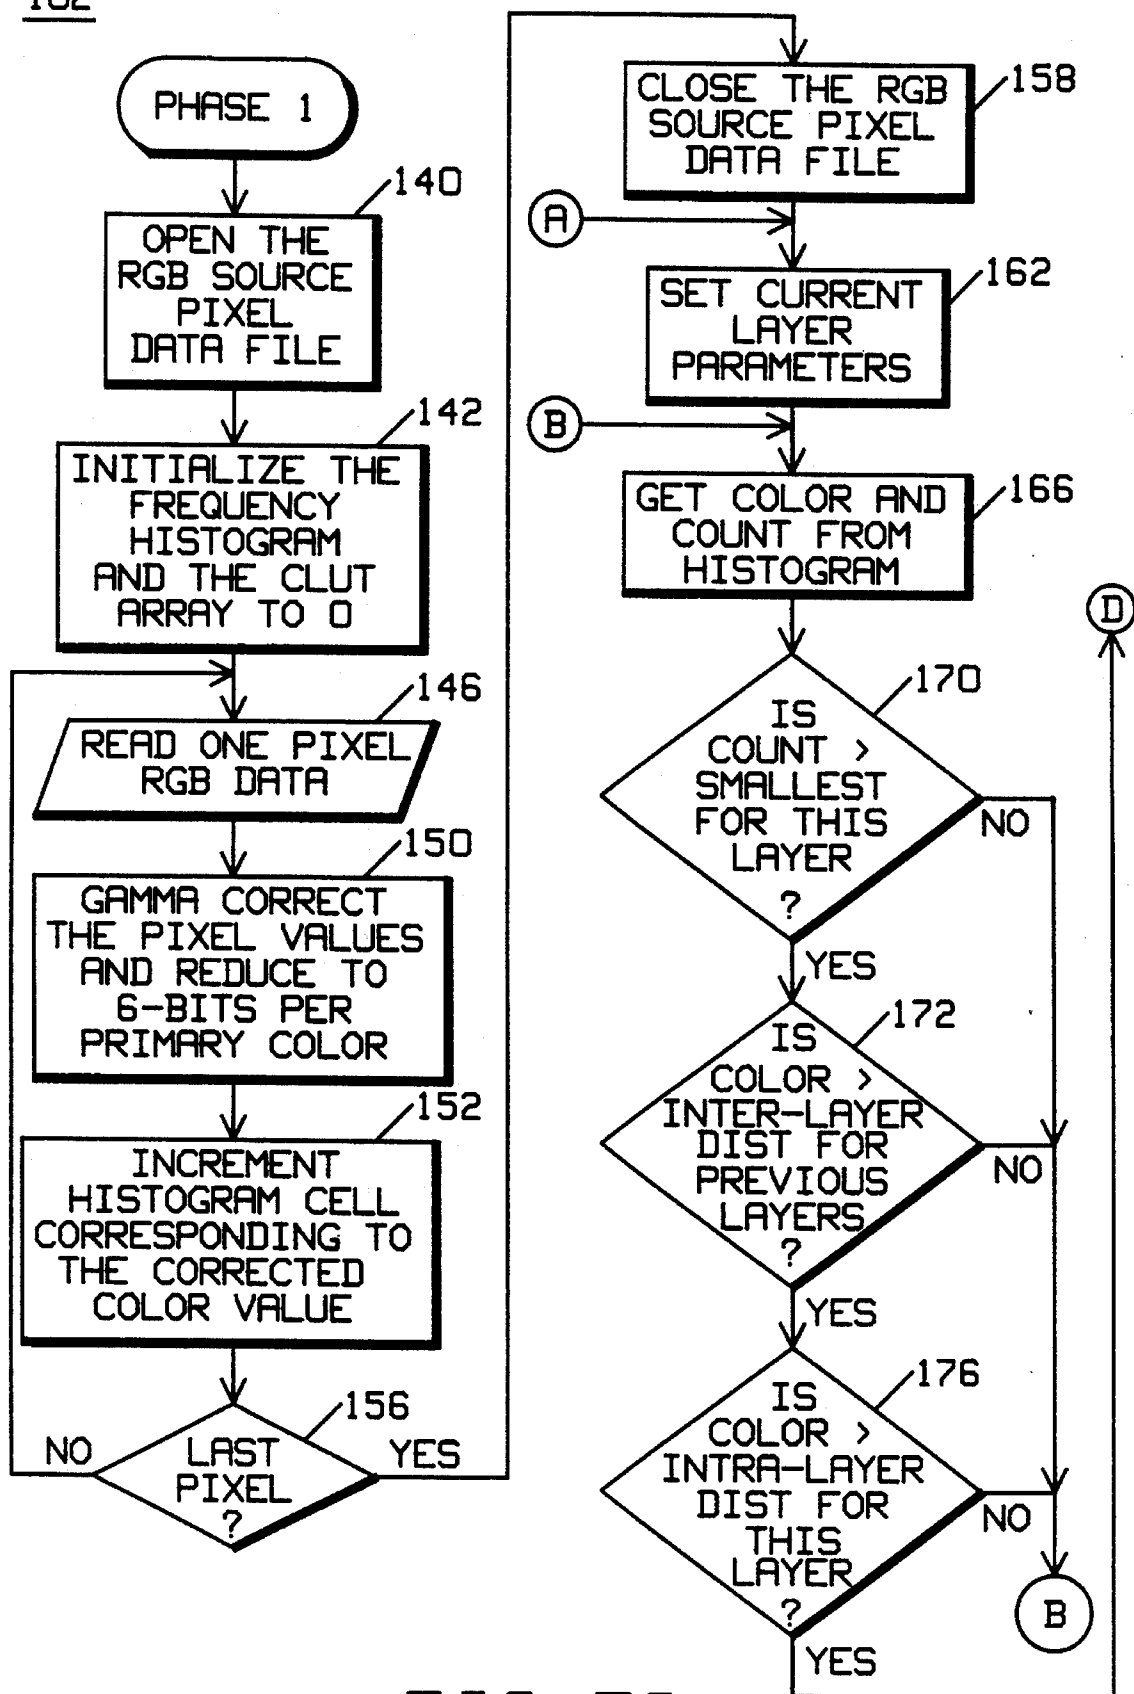 PHASE 1
140
OPEN THE
RGB SOURCE
PIXEL
DATA FILE
142
INITIALIZE THE
FREQUENCY
HISTOGRAM
AND THE CLUT
ARRAY TO 0
146
READ ONE PIXEL
RGB DATA
150
GAMMA CORRECT
THE PIXEL VALUES
AND REDUCE TO
6-BITS PER
PRIMARY COLOR
152
INCREMENT
HISTOGRAM CELL
CORRESPONDING TO
THE CORRECTED
COLOR VALUE
156
LAST
PIXEL
?
NO
YES
158
CLOSE THE RGB
SOURCE PIXEL
DATA FILE
A
162
SET CURRENT
LAYER
PARAMETERS
B
166
GET COLOR AND
COUNT FROM
HISTOGRAM
D
170
IS
COUNT >
SMALLEST
FOR THIS
LAYER
?
NO
YES
172
IS
COLOR >
INTER-LAYER
DIST FOR
PREVIOUS
LAYERS
?
NO
YES
176
IS
COLOR >
INTRA-LAYER
DIST FOR
THIS
LAYER
?
NO
B
YES